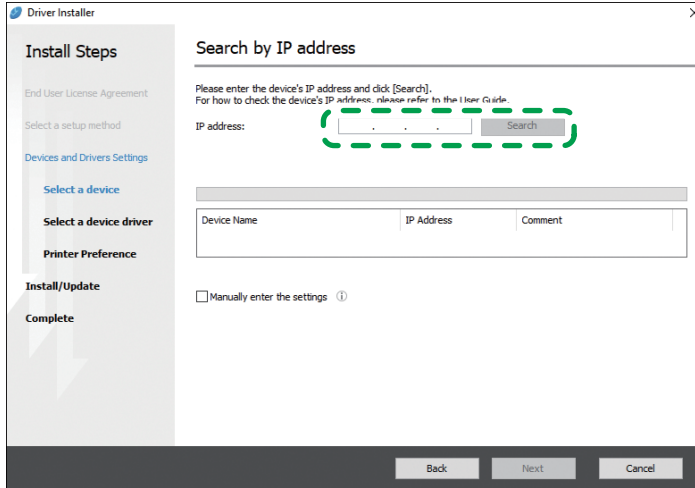 Driver Installer
Install Steps
End User License Agreement
Select a setup method
Devices and Drivers Settings
Select a device
Select a device driver
Printer Preference
Install/Update
Complete
Search by IP address
Please enter the device's IP address and click [Search].
For how to check the device's IP address, please refer to the User Guide.
IP address: . . . Search
Device Name IP Address Comment
Manually enter the settings
Back Next Cancel